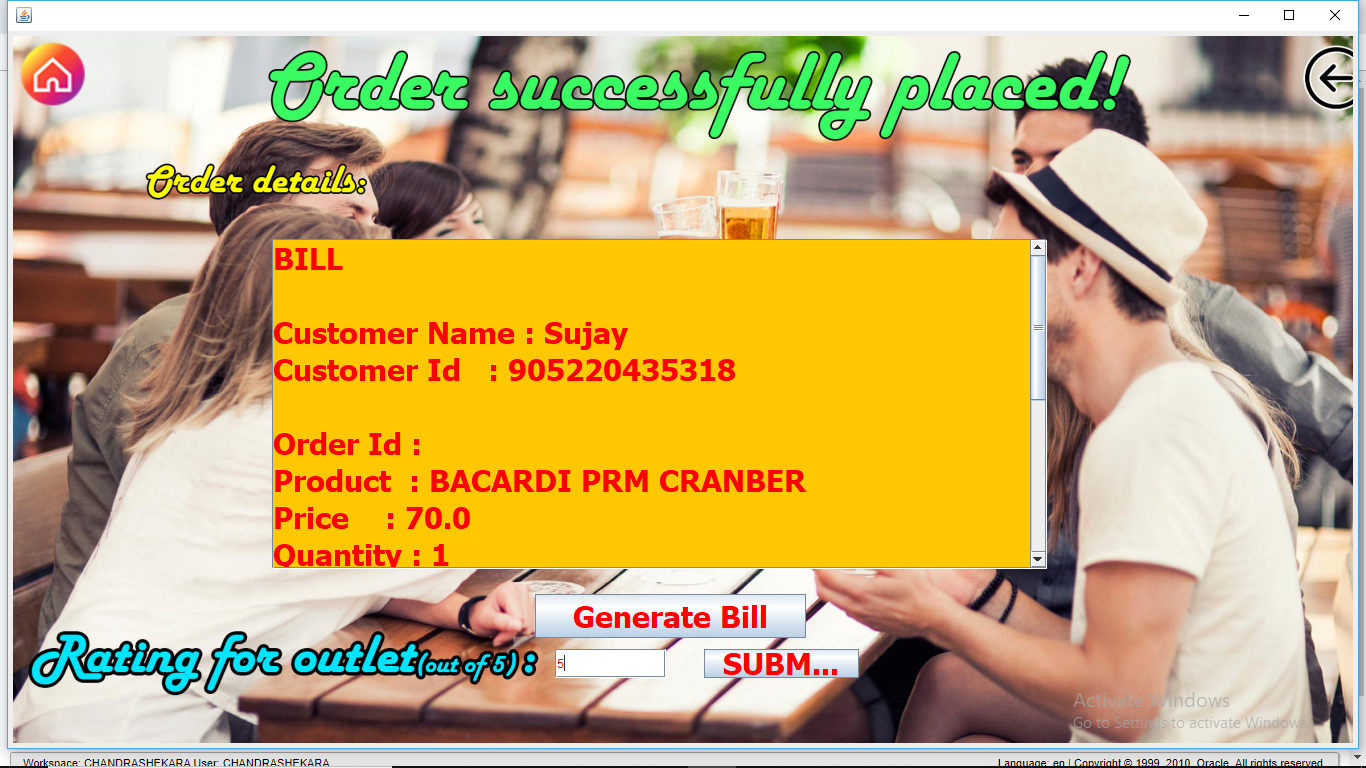 Order successfully placed!
Order details:
BILL
Customer Name : Sujay
Customer Id : 905220435318
Order Id :
Product : BACARDI PRM CRANBER
Price : 70.0
Quantity : 1
Generate Bill
Rating for outlet(out of 5) :
5
SUBM...
Activate Windows
Go to Settings to activate Windows.
Workspace: CHANDRASHEKARA User: CHANDRASHEKARA
Language: en | Copyright © 1999, 2010, Oracle. All rights reserved.